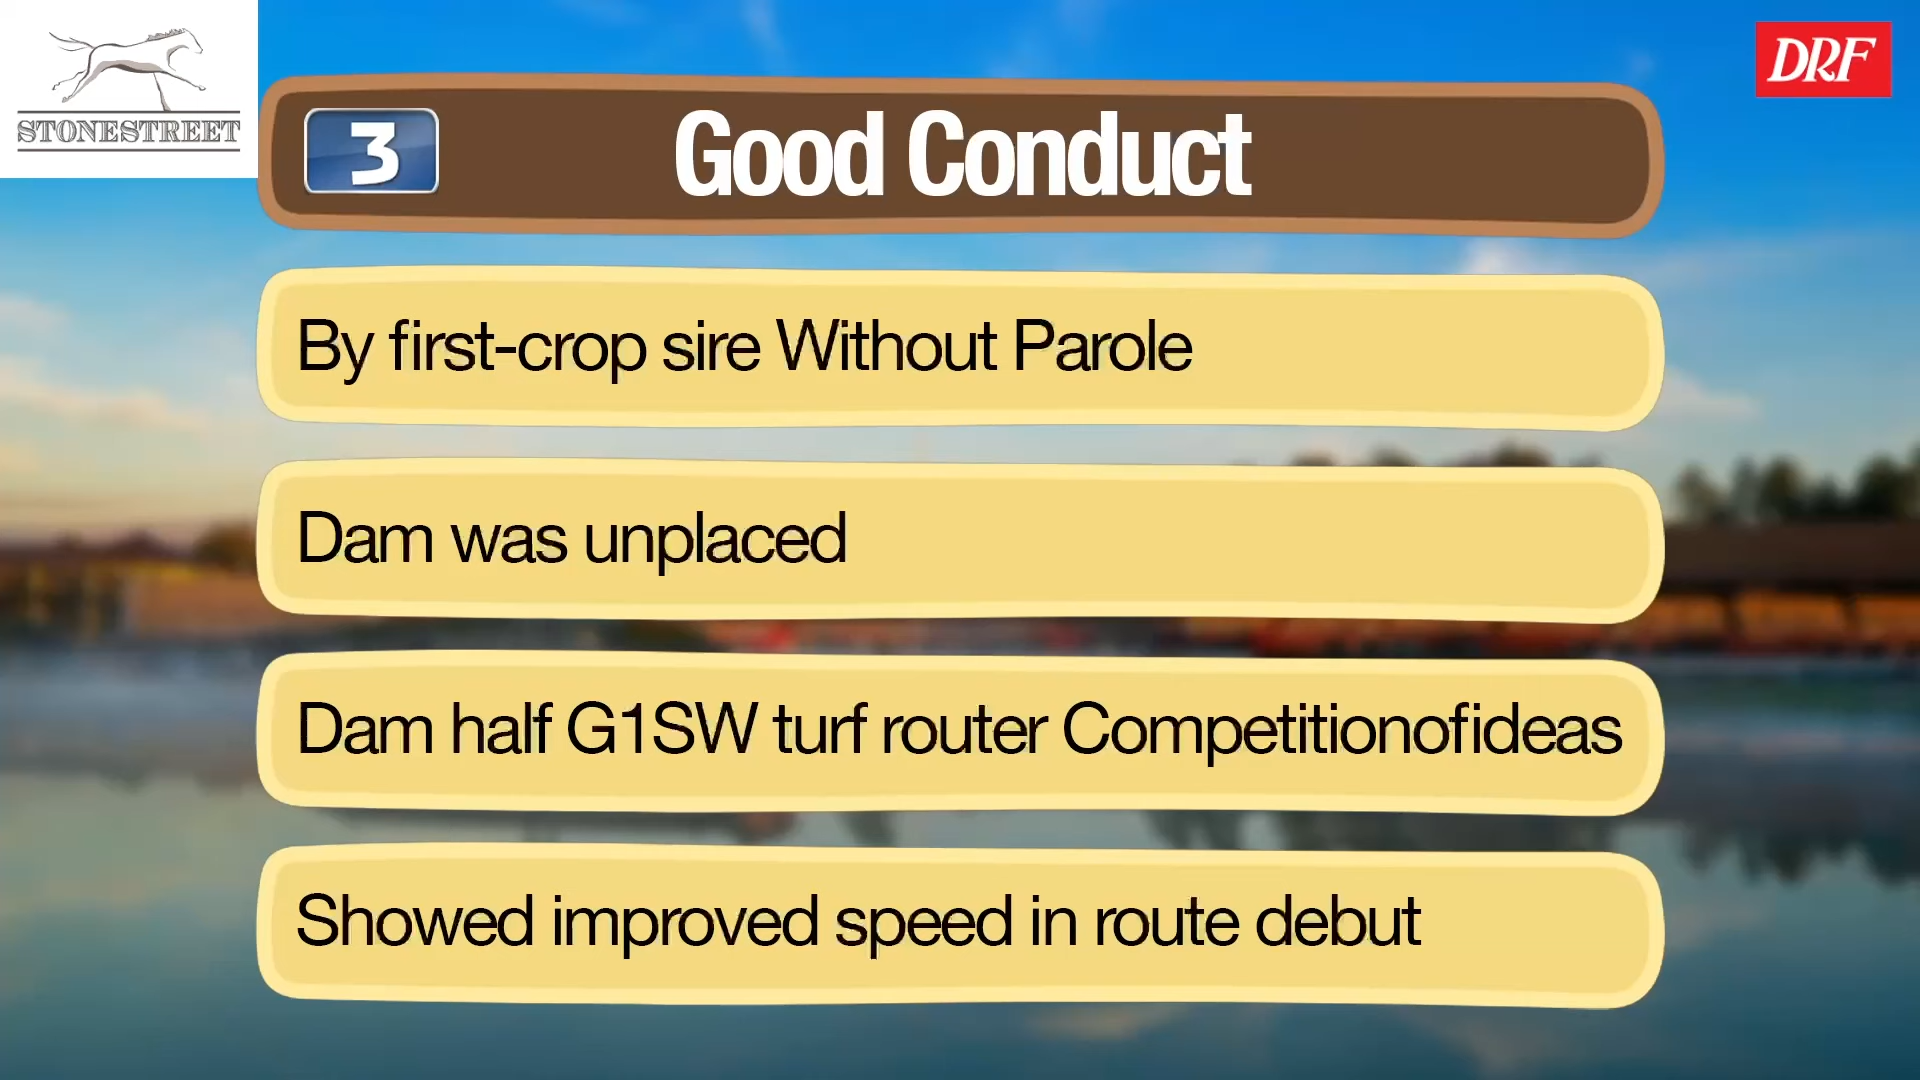 STONESTREET
DRF
3
Good Conduct
By first-crop sire Without Parole
Dam was unplaced
Dam half G1SW turf router Competitionofideas
Showed improved speed in route debut